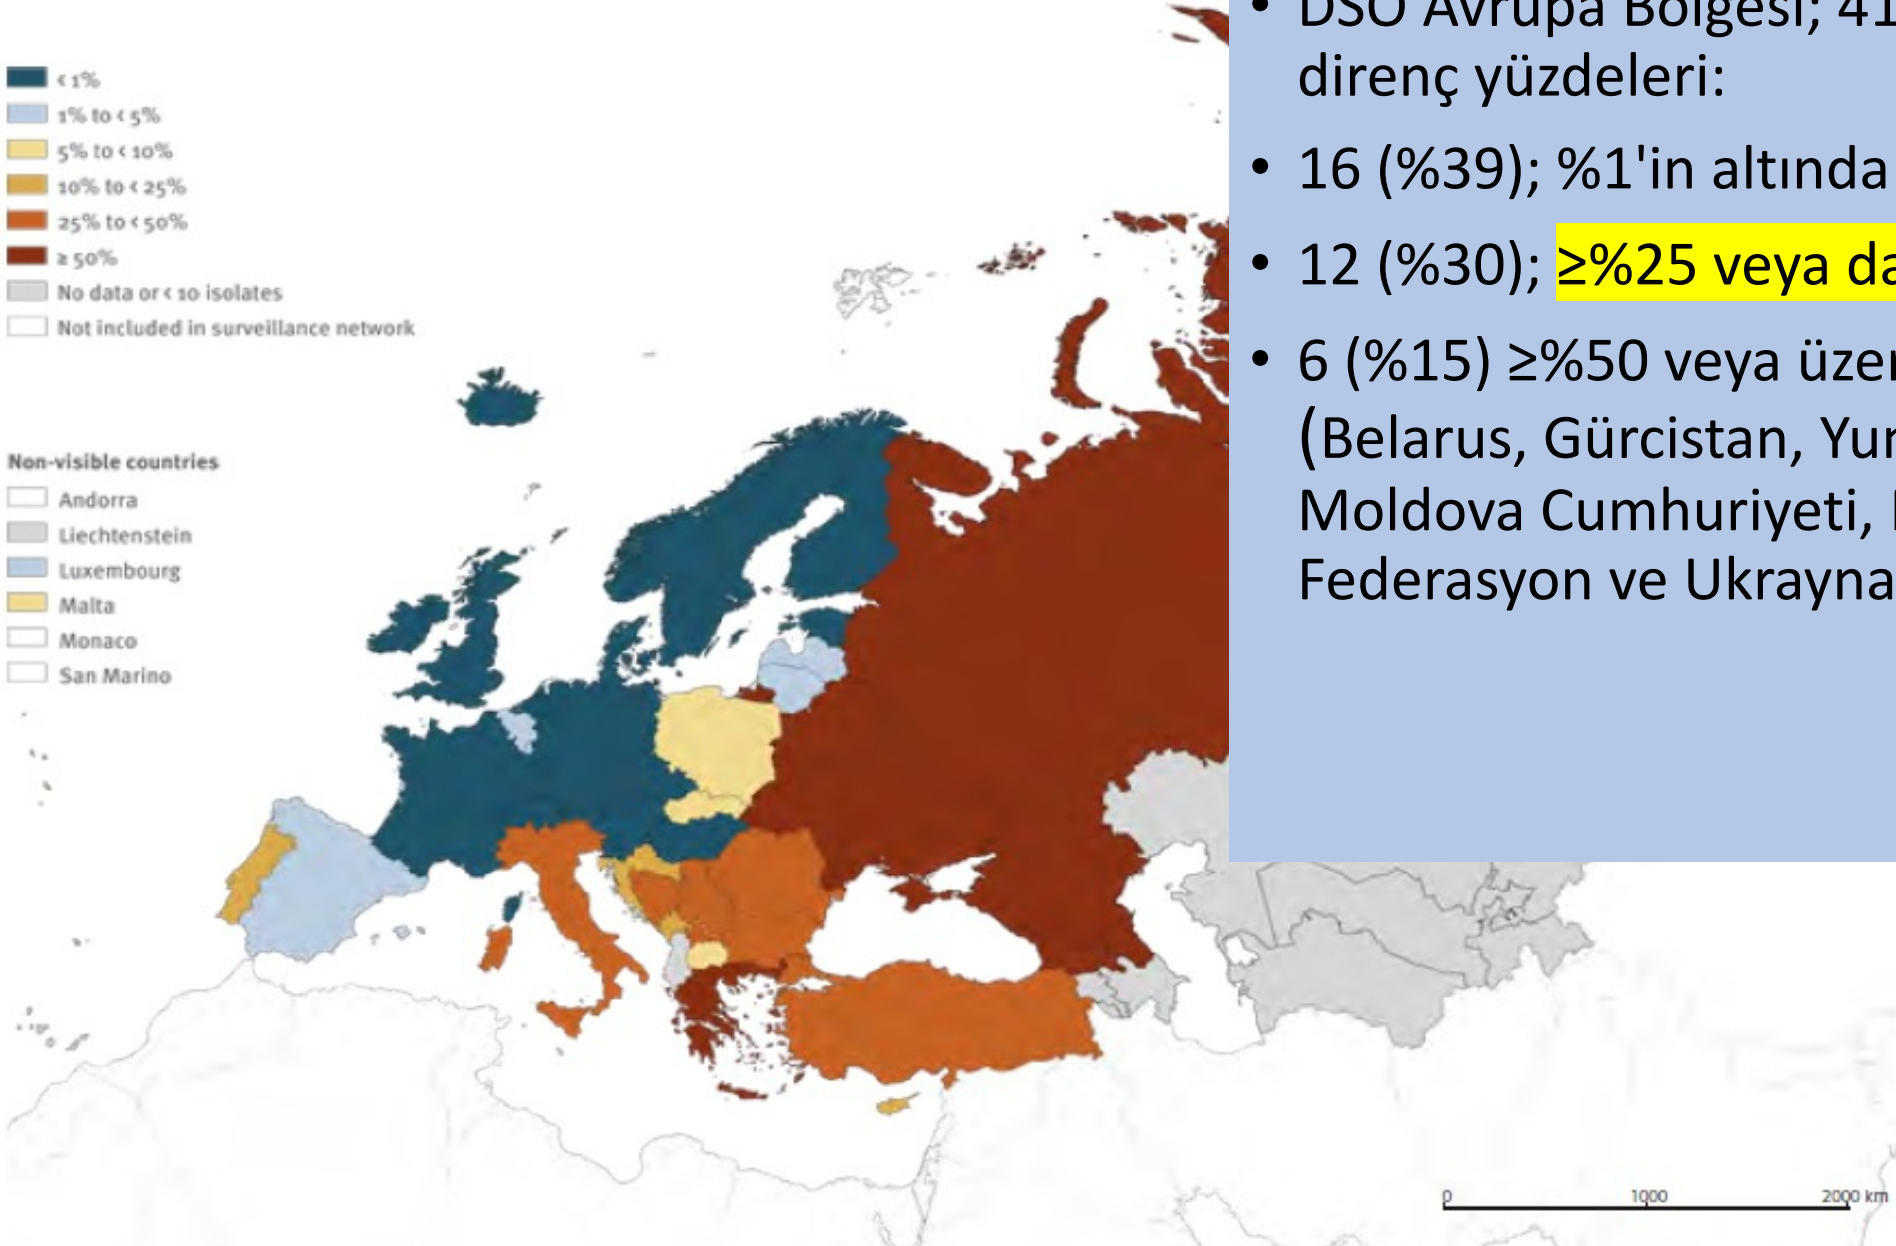 < 1%
1% to < 5%
5% to < 10%
10% to < 25%
25% to < 50%
≥ 50%
No data or < 10 isolates
Not included in surveillance network
Non-visible countries
Andorra
Liechtenstein
Luxembourg
Malta
Monaco
San Marino
• DSÖ Avrupa Bölgesi; 41
direnç yüzdeleri:
• 16 (%39); %1'in altında
• 12 (%30); ≥%25 veya da
• 6 (%15) ≥%50 veya üzer
(Belarus, Gürcistan, Yun
Moldova Cumhuriyeti,
Federasyon ve Ukrayna
0 1000 2000 km